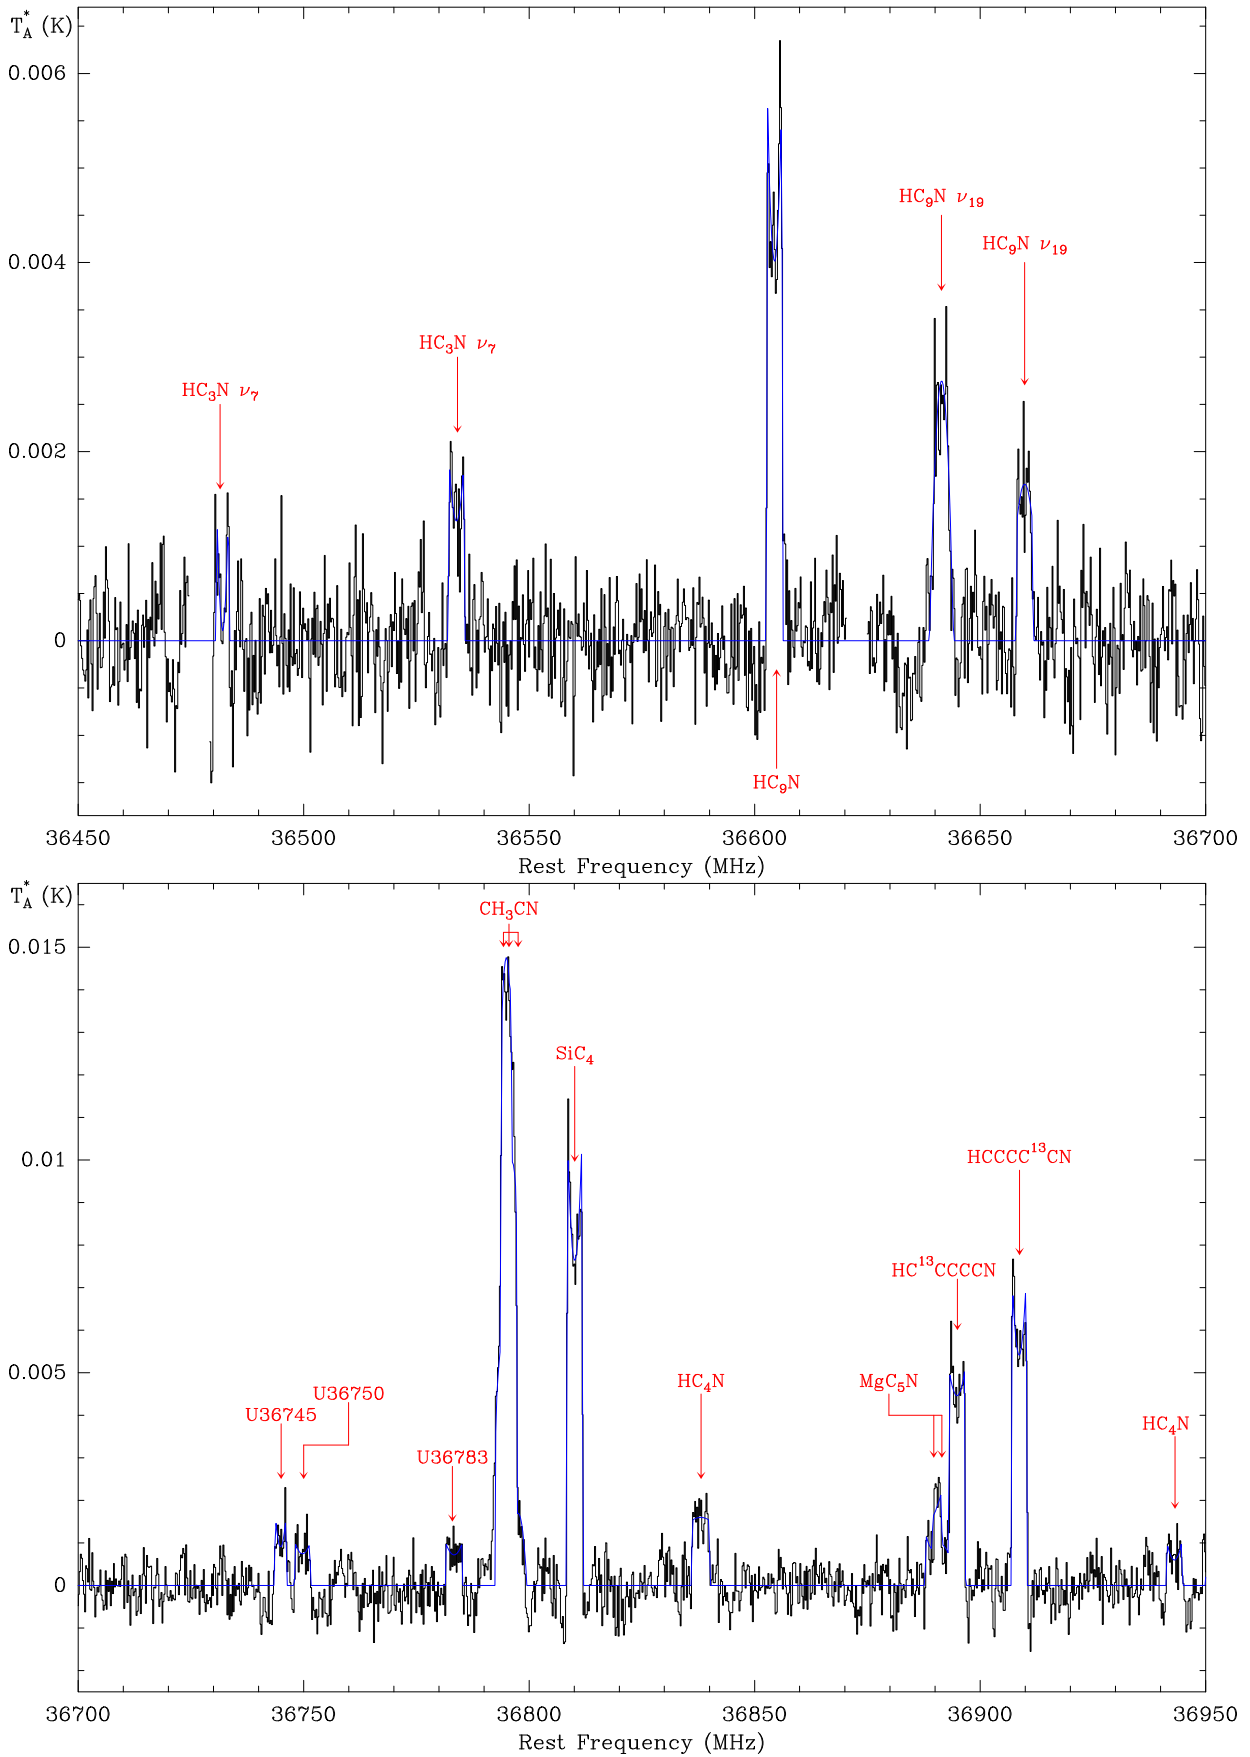 T*A (K)
0.006
HC9N ν19
HC9N ν19
0.004
HC3N ν7
HC3N ν7
0.002
0
HC9N
36450 36500 36550 36600 36650 36700
Rest Frequency (MHz)
T*A (K)
CH3CN
0.015
SiC4
0.01
HCCCC13CN
HC13CCCCN
0.005
HC4N
MgC5N
U36750
U36745
HC4N
U36783
0
36700 36750 36800 36850 36900 36950
Rest Frequency (MHz)